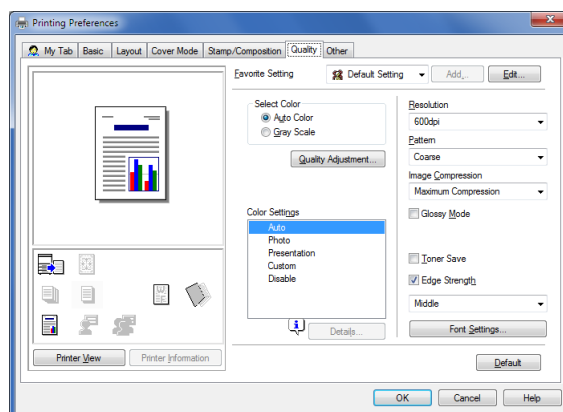 Printing Preferences
My Tab Basic Layout Cover Mode Stamp/Composition Quality Other
Favorite Setting Default Setting Add... Edit...
Select Color
Auto Color
Gray Scale
Quality Adjustment...
Resolution
600dpi
Pattern
Coarse
Image Compression
Maximum Compression
Glossy Mode
Color Settings
Auto
Photo
Presentation
Custom
Disable
Details...
Toner Save
Edge Strength
Middle
Font Settings...
Printer View Printer Information
Default
OK Cancel Help